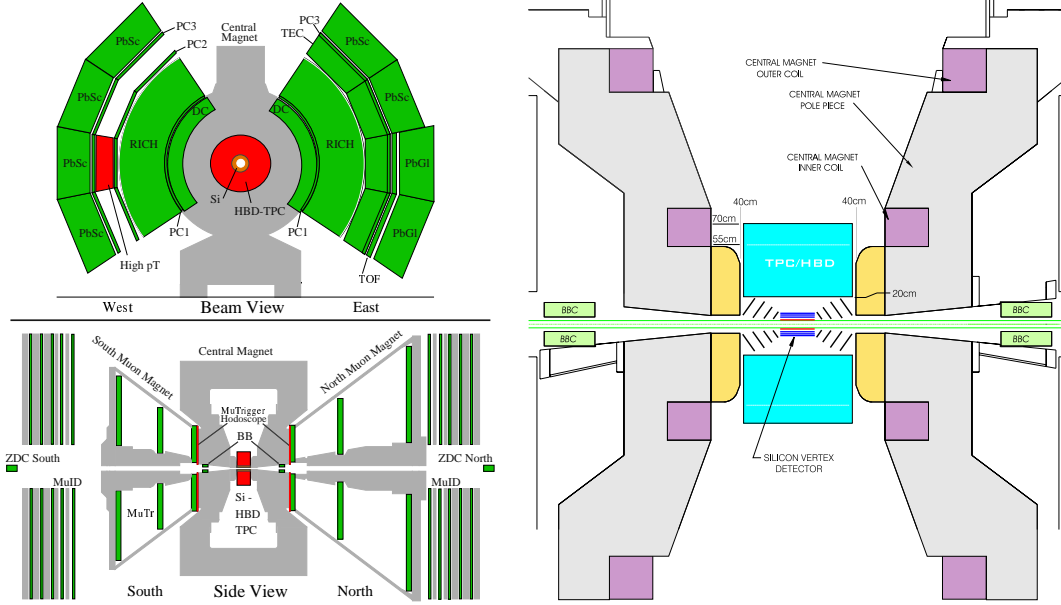 PC3
PC2
Central
Magnet
PC3
TEC
PbSc
PbSc
PbSc
PbSc
DC
DC
PbSc
RICH
RICH
PbSc
PbGl
Si
HBD-TPC
PbSc
PC1
PC1
PbGl
High pT
TOF
West
Beam View
East
South Muon Magnet
Central Magnet
North Muon Magnet
MuTrigger
Hodoscope
BB
ZDC South
ZDC North
MuID
MuID
MuTr
Si -
HBD
TPC
South
Side View
North
CENTRAL MAGNET
OUTER COIL
CENTRAL MAGNET
POLE PIECE
CENTRAL MAGNET
INNER COIL
40cm
40cm
70cm
55cm
TPC/HBD
20cm
BBC
BBC
BBC
BBC
SILICON VERTEX
DETECTOR